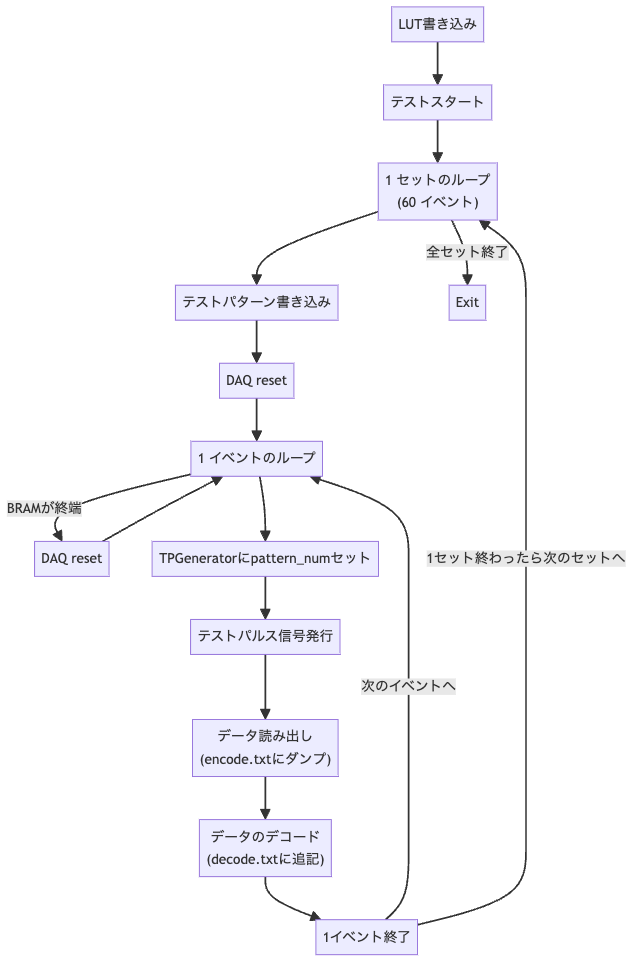 LUT書き込み
テストスタート
1 セットのループ
(60 イベント)
全セット終了
テストパターン書き込み
Exit
DAQ reset
1 イベントのループ
BRAMが終端
DAQ reset
TPGeneratorにpattern_numセット
1セット終わったら次のセットへ
テストパルス信号発行
次のイベントへ
データ読み出し
(encode.txtにダンプ)
データのデコード
(decode.txtに追記)
1イベント終了